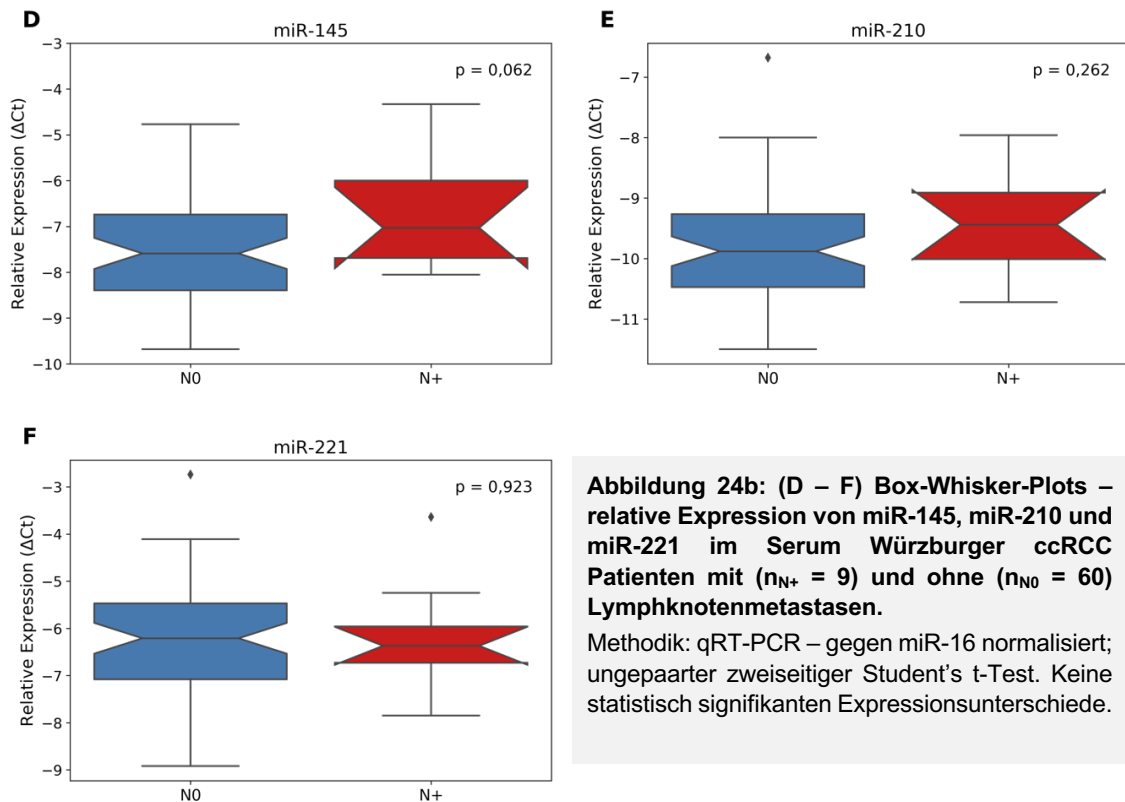 D
miR-145
p = 0,062
Relative Expression (ΔCt)
−3
−4
−5
−6
−7
−8
−9
−10
N0 N+
E
miR-210
p = 0,262
Relative Expression (ΔCt)
−7
−8
−9
−10
−11
N0 N+
F
miR-221
p = 0,923
Relative Expression (ΔCt)
−3
−4
−5
−6
−7
−8
−9
N0 N+
Abbildung 24b: (D – F) Box-Whisker-Plots –
relative Expression von miR-145, miR-210 und
miR-221 im Serum Würzburger ccRCC
Patienten mit (nN+ = 9) und ohne (nN0 = 60)
Lymphknotenmetastasen.
Methodik: qRT-PCR – gegen miR-16 normalisiert;
ungepaarter zweiseitiger Student’s t-Test. Keine
statistisch signifikanten Expressionsunterschiede.